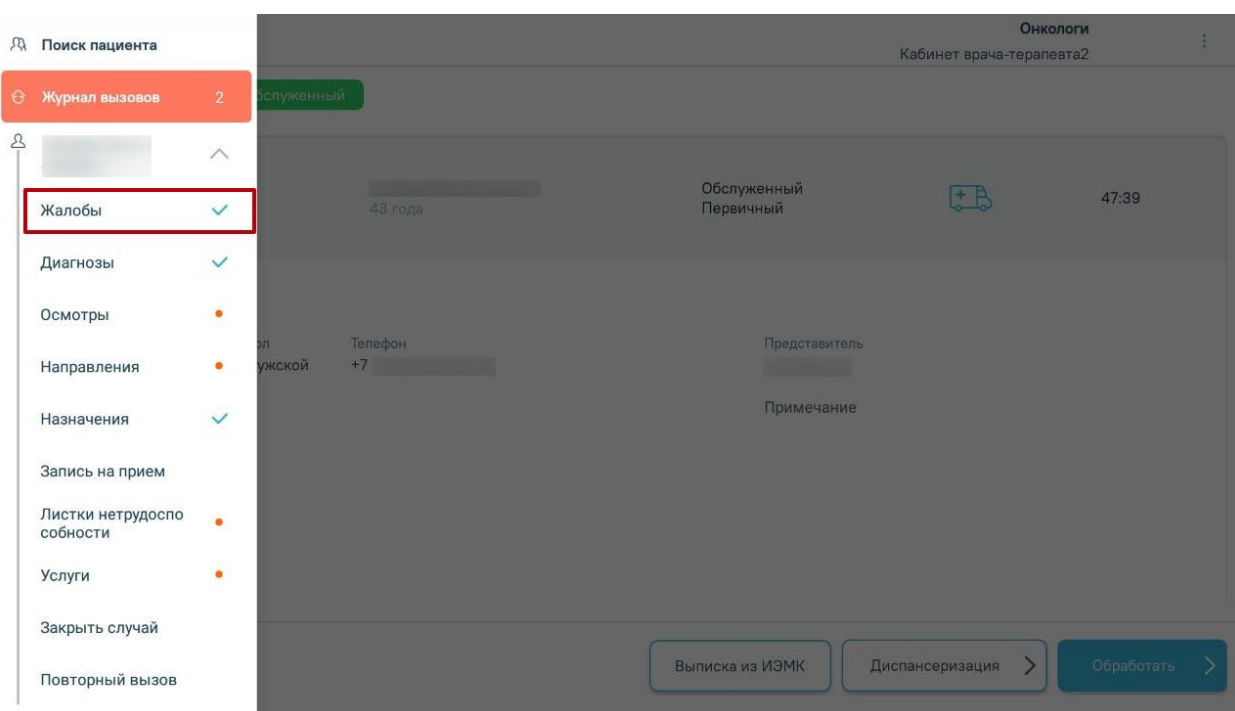 Поиск пациента
Журнал вызовов 2
Жалобы
Диагнозы
Осмотры
Направления
Назначения
Запись на прием
Листки нетрудоспо
собности
Услуги
Закрыть случай
Повторный вызов
Онкологи
Кабинет врача-терапевта2
бслуженный
43 года
Обслуженный
Первичный
47:39
ол
ужской
Телефон
+7
Представитель
Примечание
Выписка из ИЭМК
Диспансеризация
Обработать